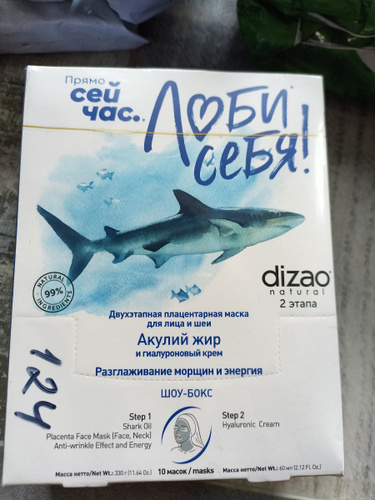 Прямо
сей
час..
ЛЮБИ
СЕБЯ!
NATURAL
99%
INGREDIENTS
dizao®
natural
2 этапа
Двухэтапная плацентарная маска
для лица и шеи
Акулий жир
и гиалуроновый крем
Разглаживание морщин и энергия
ШОУ-БОКС
124
Step 1
Shark Oil
Placenta Face Mask (Face, Neck)
Anti-wrinkle Effect and Energy
Step 2
Hyaluronic Cream
Масса нетто/Net Wt.: 330 г (11.64 Oz.)
10 масок / masks
Масса нетто/Net Wt.: 60 мл (2.12 Fl. Oz.)